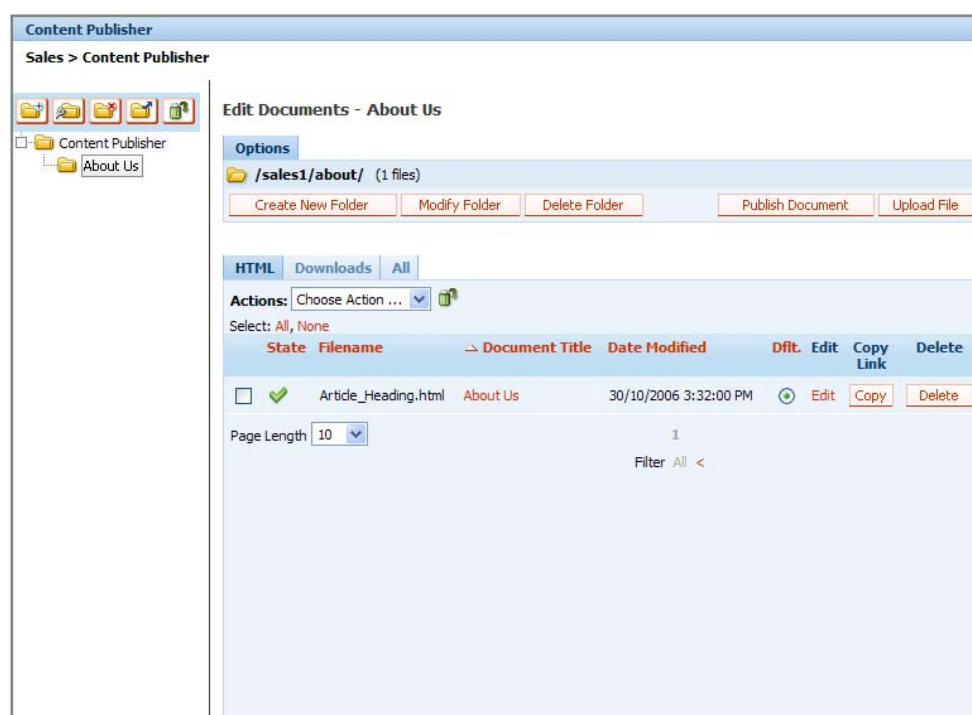 Content Publisher
Sales > Content Publisher
Content Publisher
About Us
Edit Documents - About Us
Options
/sales1/about/ (1 files)
Create New Folder Modify Folder Delete Folder Publish Document Upload File
HTML Downloads All
Actions: Choose Action ...
Select: All, None
State Filename Document Title Date Modified Dflt. Edit Copy Link Delete
Article_Heading.html About Us 30/10/2006 3:32:00 PM Edit Copy Delete
Page Length 10 1
Filter All <